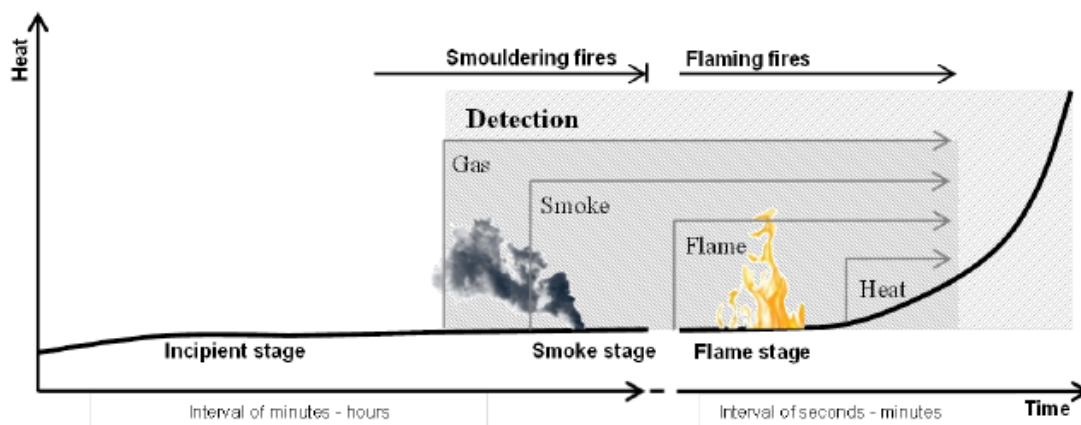 Heat
Smouldering fires
Flaming fires
Detection
Gas
Smoke
Flame
Heat
Incipient stage
Smoke stage
Flame stage
Interval of minutes - hours
Interval of seconds - minutes
Time